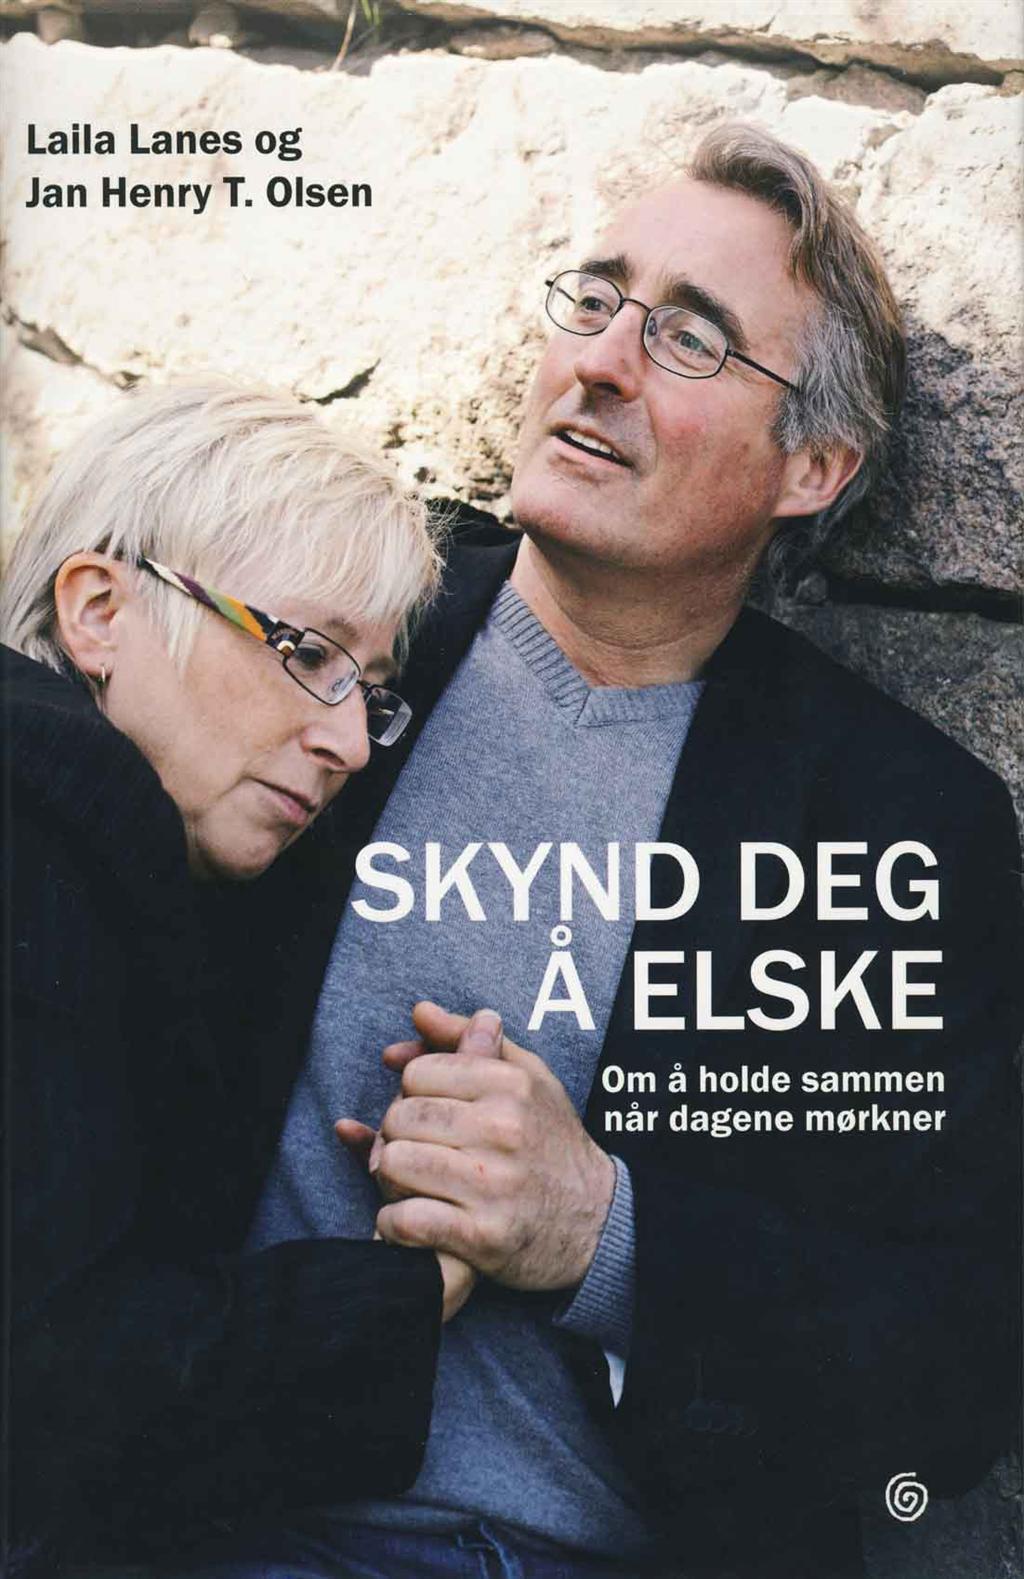 Laila Lanes og
Jan Henry T. Olsen
SKYND DEG
Å ELSKE
Om å holde sammen
når dagene mørkner